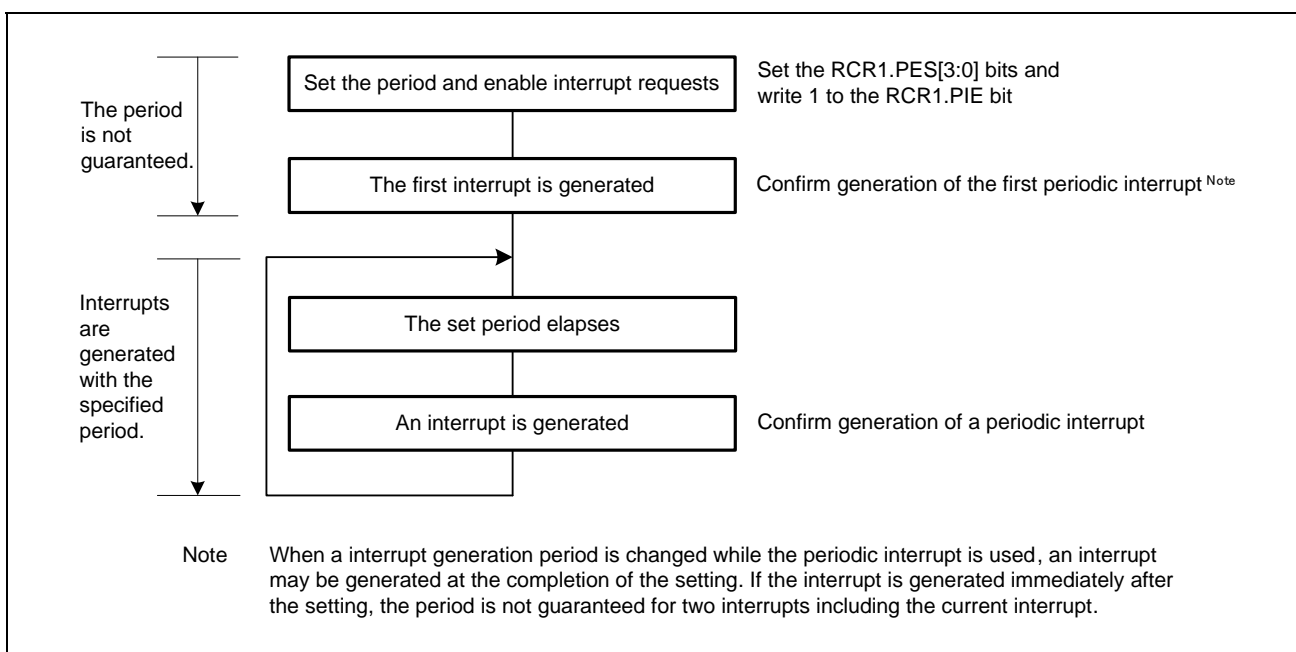 Set the period and enable interrupt requests
Set the RCR1.PES[3:0] bits and
write 1 to the RCR1.PIE bit
The period
is not
guaranteed.
The first interrupt is generated
Confirm generation of the first periodic interrupt Note
Interrupts
are
generated
with the
specified
period.
The set period elapses
An interrupt is generated
Confirm generation of a periodic interrupt
Note When a interrupt generation period is changed while the periodic interrupt is used, an interrupt
may be generated at the completion of the setting. If the interrupt is generated immediately after
the setting, the period is not guaranteed for two interrupts including the current interrupt.